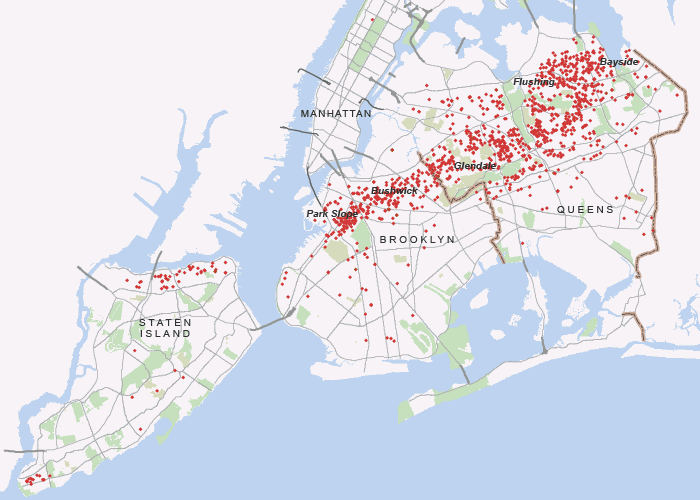 Bayside
Flushing
MANHATTAN
Glendale
Bushwick
Park Slope
QUEENS
BROOKLYN
STATEN
ISLAND